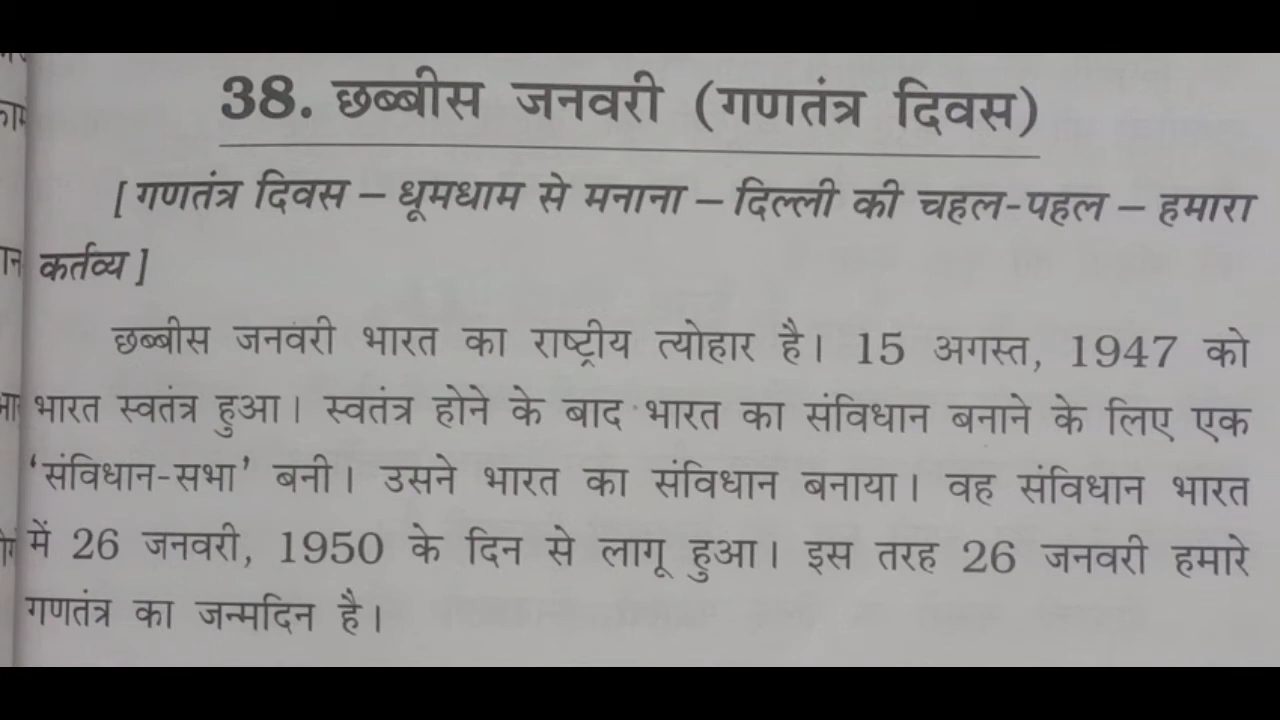 38. छब्बीस जनवरी (गणतंत्र दिवस)
[ गणतंत्र दिवस – धूमधाम से मनाना – दिल्ली की चहल-पहल – हमारा
कर्तव्य ]
छब्बीस जनवरी भारत का राष्ट्रीय त्योहार है। 15 अगस्त, 1947 को
भारत स्वतंत्र हुआ। स्वतंत्र होने के बाद भारत का संविधान बनाने के लिए एक
‘संविधान-सभा’ बनी। उसने भारत का संविधान बनाया। वह संविधान भारत
में 26 जनवरी, 1950 के दिन से लागू हुआ। इस तरह 26 जनवरी हमारे
गणतंत्र का जन्मदिन है।